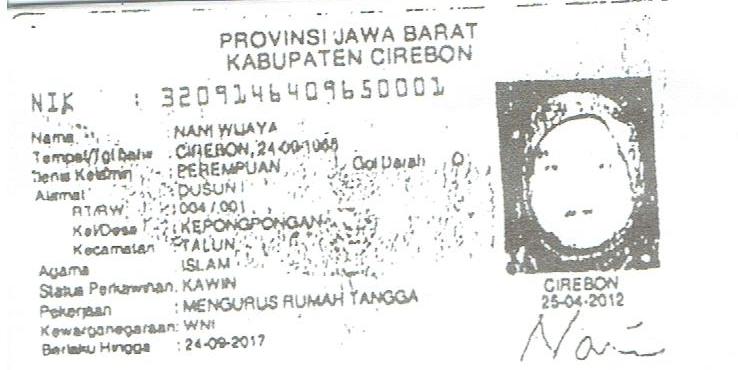 PROVINSI JAWA BARAT
KABUPATEN CIREBON
NIK : 3209146409650001
Nama : NANI WIJAYA
Tempat/Tgl Lahir : CIREBON, 24-09-1965
Jenis Kelamin : PEREMPUAN Gol Darah O
Alamat : DUSUN I
RT/RW : 004 / 001
Kel/Desa : KEPONGPONGAN
Kecamatan : TALUN
Agama : ISLAM
Status Perkawinan: KAWIN
Pekerjaan : MENGURUS RUMAH TANGGA
Kewarganegaraan: WNI
Berlaku Hingga : 24-09-2017
CIREBON
25-04-2012